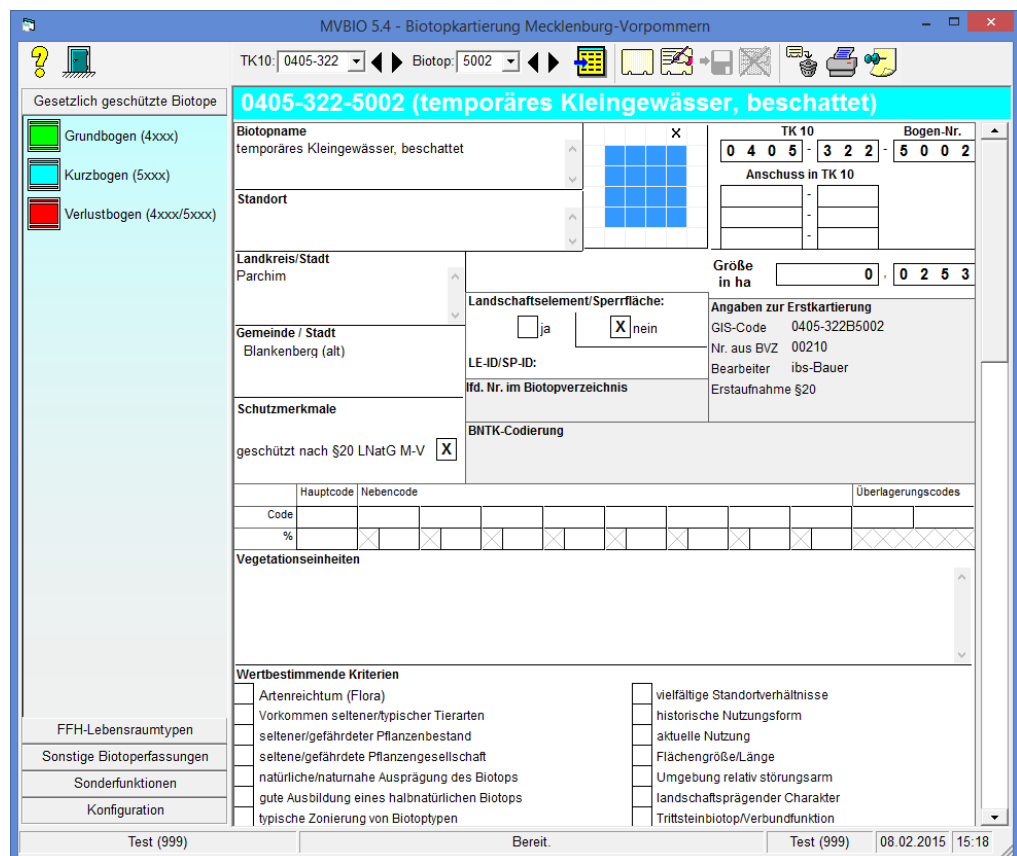 MVBIO 5.4 - Biotopkartierung Mecklenburg-Vorpommern
TK10: 0405-322 Biotop: 5002
Gesetzlich geschützte Biotope
Grundbogen (4xxx)
Kurzbogen (5xxx)
Verlustbogen (4xxx/5xxx)
FFH-Lebensraumtypen
Sonstige Biotoperfassungen
Sonderfunktionen
Konfiguration
0405-322-5002 (temporäres Kleingewässer, beschattet)
Biotopname
temporäres Kleingewässer, beschattet
Standort
X
TK 10 Bogen-Nr.
0 4 0 5 - 3 2 2 - 5 0 0 2
Anschuss in TK 10
-
-
-
Landkreis/Stadt
Parchim
Größe
in ha 0 , 0 2 5 3
Gemeinde / Stadt
Blankenberg (alt)
Landschaftselement/Sperrfläche:
ja X nein
LE-ID/SP-ID:
Angaben zur Erstkartierung
GIS-Code 0405-322B5002
Nr. aus BVZ 00210
Bearbeiter ibs-Bauer
Erstaufnahme §20
lfd. Nr. im Biotopverzeichnis
Schutzmerkmale
geschützt nach §20 LNatG M-V X
BNTK-Codierung
Hauptcode Nebencode Überlagerungscodes
Code
%
Vegetationseinheiten
Wertbestimmende Kriterien
Artenreichtum (Flora)
Vorkommen seltener/typischer Tierarten
seltener/gefährdeter Pflanzenbestand
seltene/gefährdete Pflanzengesellschaft
natürliche/naturnahe Ausprägung des Biotops
gute Ausbildung eines halbnatürlichen Biotops
typische Zonierung von Biotoptypen
vielfältige Standortverhältnisse
historische Nutzungsform
aktuelle Nutzung
Flächengröße/Länge
Umgebung relativ störungsarm
landschaftsprägender Charakter
Trittsteinbiotop/Verbundfunktion
Test (999) Bereit. Test (999) 08.02.2015 15:18